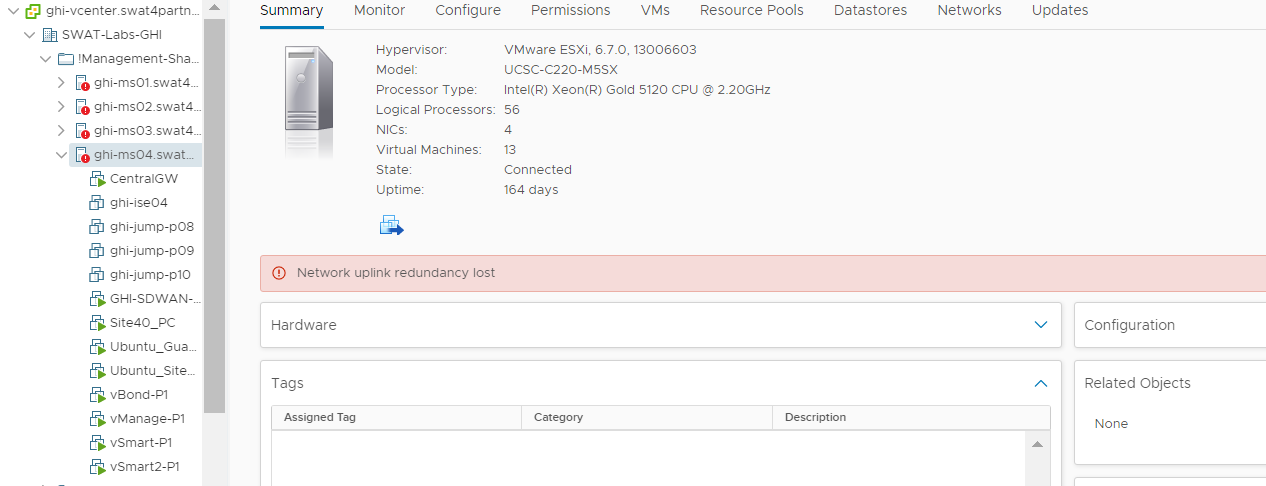 ghi-vcenter.swat4partn...
SWAT-Labs-GHI
!Management-Sha...
ghi-ms01.swat4...
ghi-ms02.swat4...
ghi-ms03.swat4...
ghi-ms04.swat...
CentralGW
ghi-ise04
ghi-jump-p08
ghi-jump-p09
ghi-jump-p10
GHI-SDWAN-...
Site40_PC
Ubuntu_Gua...
Ubuntu_Site...
vBond-P1
vManage-P1
vSmart-P1
vSmart2-P1
Summary Monitor Configure Permissions VMs Resource Pools Datastores Networks Updates
Hypervisor: VMware ESXi, 6.7.0, 13006603
Model: UCSC-C220-M5SX
Processor Type: Intel(R) Xeon(R) Gold 5120 CPU @ 2.20GHz
Logical Processors: 56
NICs: 4
Virtual Machines: 13
State: Connected
Uptime: 164 days
Network uplink redundancy lost
Hardware
Tags
Assigned Tag Category Description
Configuration
Related Objects
None